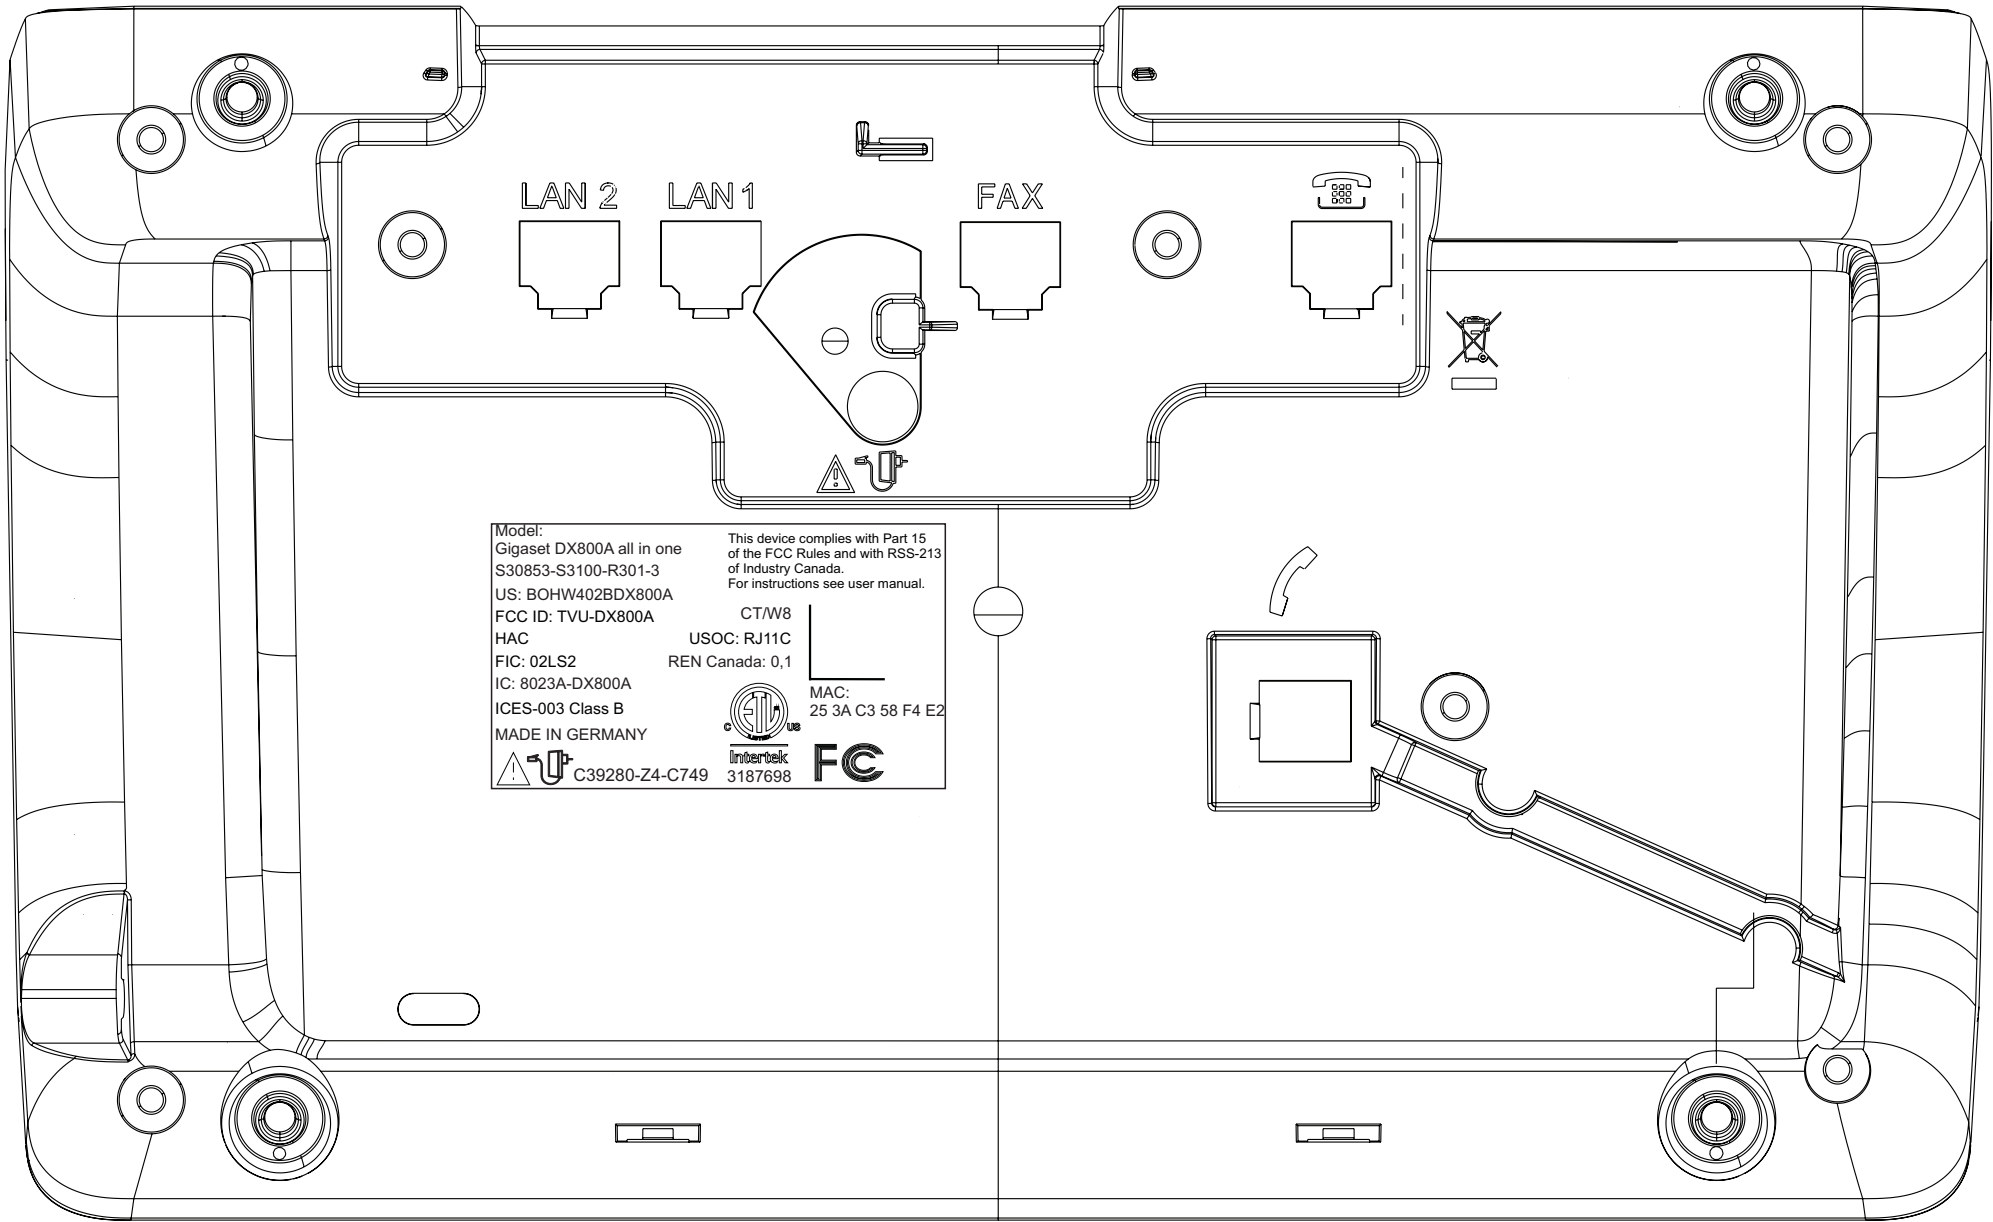 LAN 2 LAN 1 FAX
Model:
Gigaset DX800A all in one
S30853-S3100-R301-3
US: BOHW402BDX800A
FCC ID: TVU-DX800A
HAC
FIC: 02LS2
IC: 8023A-DX800A
ICES-003 Class B
MADE IN GERMANY
C39280-Z4-C749
This device complies with Part 15
of the FCC Rules and with RSS-213
of Industry Canada.
For instructions see user manual.
CT/W8
USOC: RJ11C
REN Canada: 0,1
MAC:
25 3A C3 58 F4 E2
ETL
C US
Intertek
3187698
FC